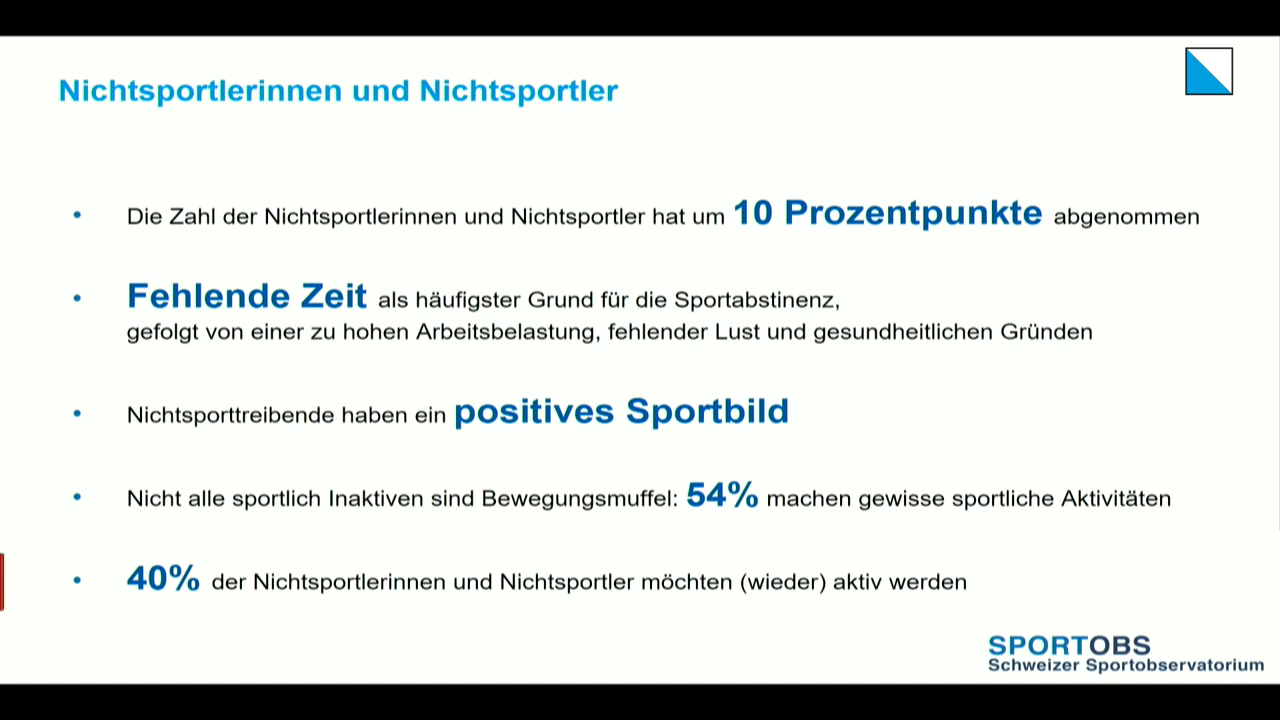 Nichtsportlerinnen und Nichtsportler
• Die Zahl der Nichtsportlerinnen und Nichtsportler hat um 10 Prozentpunkte abgenommen
• Fehlende Zeit als häufigster Grund für die Sportabstinenz,
gefolgt von einer zu hohen Arbeitsbelastung, fehlender Lust und gesundheitlichen Gründen
• Nichtsporttreibende haben ein positives Sportbild
• Nicht alle sportlich Inaktiven sind Bewegungsmuffel: 54% machen gewisse sportliche Aktivitäten
• 40% der Nichtsportlerinnen und Nichtsportler möchten (wieder) aktiv werden
SPORTOBS
Schweizer Sportobservatorium